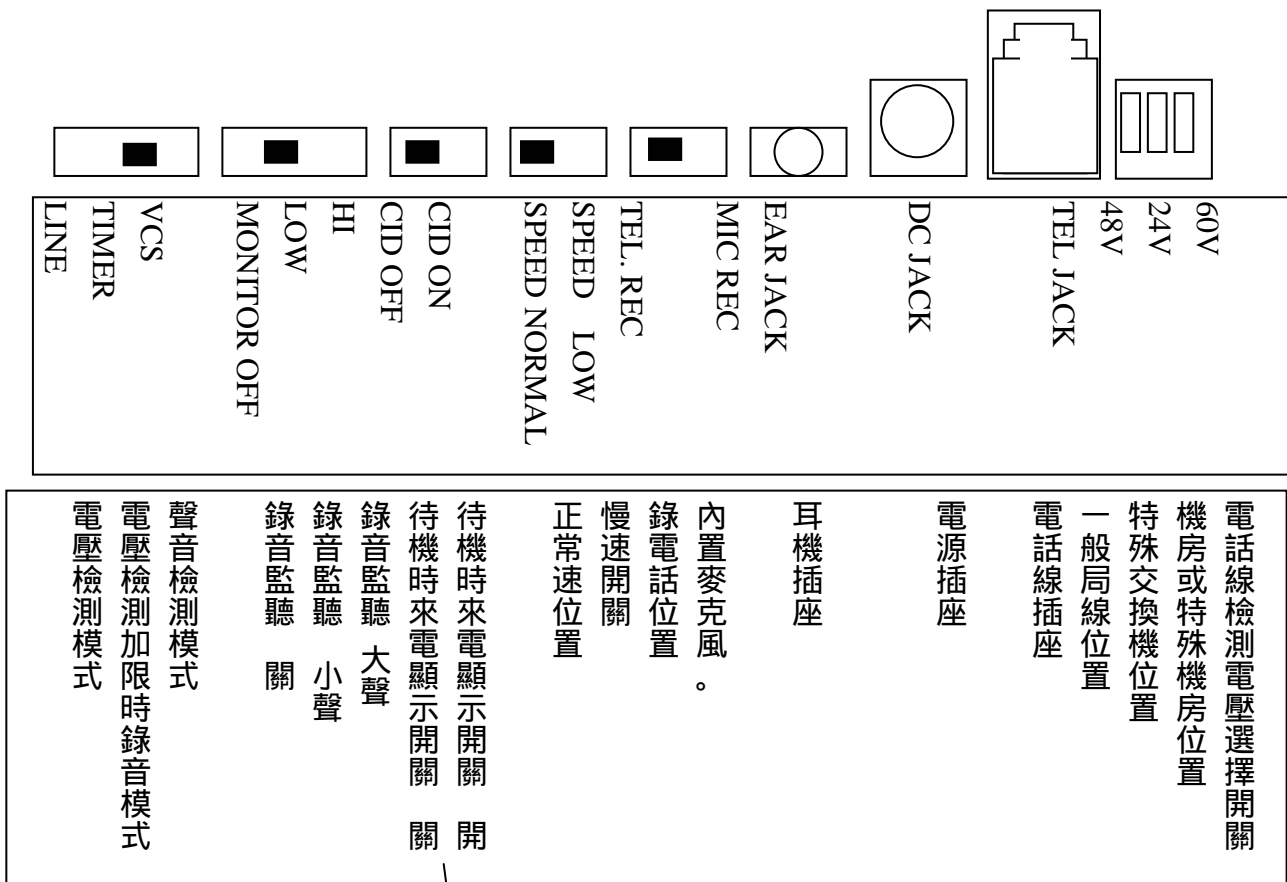 LINE
TIMER
VCS
MONITOR OFF
LOW
HI
CID OFF
CID ON
SPEED NORMAL
SPEED LOW
TEL. REC
MIC REC
EAR JACK
DC JACK
TEL JACK
48V
24V
60V
電話線檢測電壓選擇開關
機房或特殊機房位置
特殊交換機位置
一般局線位置
電話線插座
電源插座
耳機插座
內置麥克風。
錄電話位置
慢速開關
正常速位置
待機時來電顯示開關 開
待機時來電顯示開關 關
錄音監聽 大聲
錄音監聽 小聲
錄音監聽 關
聲音檢測模式
電壓檢測加限時錄音模式
電壓檢測模式